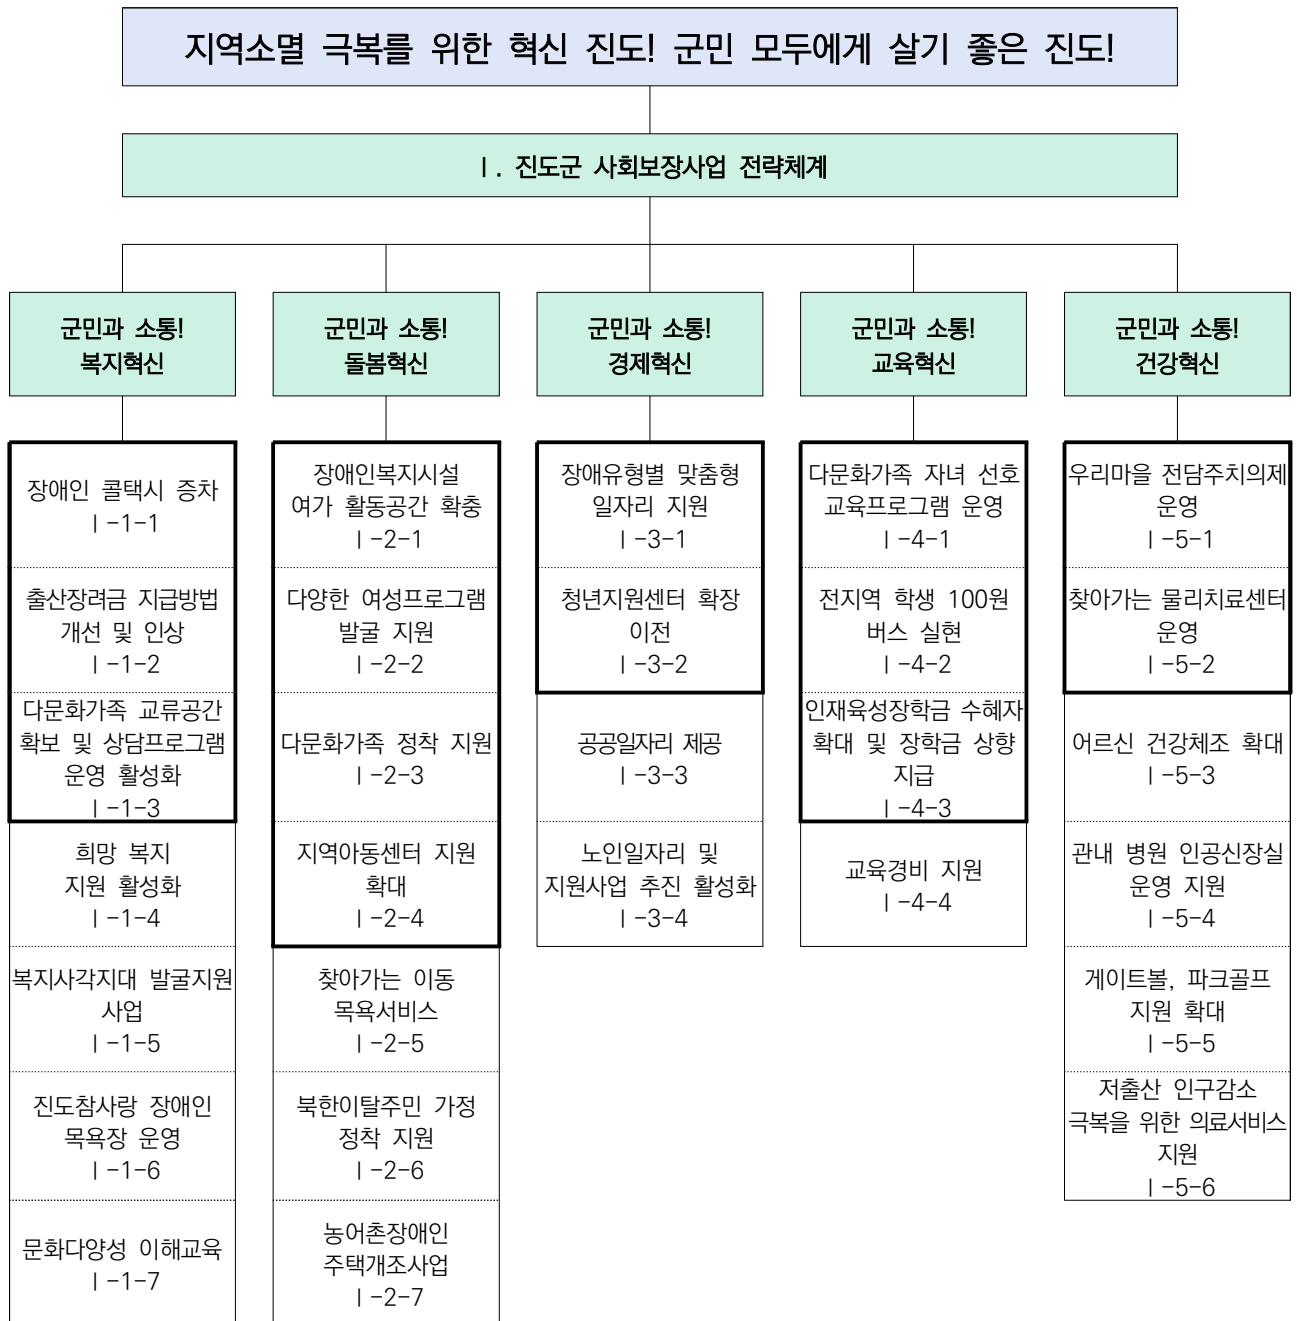 지역소멸 극복를 위한 혁신 진도! 군민 모두에게 살기 좋은 진도!
Ⅰ. 진도군 사회보장사업 전략체계
군민과 소통!
복지혁신
군민과 소통!
돌봄혁신
군민과 소통!
경제혁신
군민과 소통!
교육혁신
군민과 소통!
건강혁신
장애인 콜택시 증차
Ⅰ-1-1
출산장려금 지급방법
개선 및 인상
Ⅰ-1-2
다문화가족 교류공간
확보 및 상담프로그램
운영 활성화
Ⅰ-1-3
희망 복지
지원 활성화
Ⅰ-1-4
복지사각지대 발굴지원
사업
Ⅰ-1-5
진도참사랑 장애인
목욕장 운영
Ⅰ-1-6
문화다양성 이해교육
Ⅰ-1-7
장애인복지시설
여가 활동공간 확충
Ⅰ-2-1
다양한 여성프로그램
발굴 지원
Ⅰ-2-2
다문화가족 정착 지원
Ⅰ-2-3
지역아동센터 지원
확대
Ⅰ-2-4
찾아가는 이동
목욕서비스
Ⅰ-2-5
북한이탈주민 가정
정착 지원
Ⅰ-2-6
농어촌장애인
주택개조사업
Ⅰ-2-7
장애유형별 맞춤형
일자리 지원
Ⅰ-3-1
청년지원센터 확장
이전
Ⅰ-3-2
공공일자리 제공
Ⅰ-3-3
노인일자리 및
지원사업 추진 활성화
Ⅰ-3-4
다문화가족 자녀 선호
교육프로그램 운영
Ⅰ-4-1
전지역 학생 100원
버스 실현
Ⅰ-4-2
인재육성장학금 수혜자
확대 및 장학금 상향
지급
Ⅰ-4-3
교육경비 지원
Ⅰ-4-4
우리마을 전담주치의제
운영
Ⅰ-5-1
찾아가는 물리치료센터
운영
Ⅰ-5-2
어르신 건강체조 확대
Ⅰ-5-3
관내 병원 인공신장실
운영 지원
Ⅰ-5-4
게이트볼, 파크골프
지원 확대
Ⅰ-5-5
저출산 인구감소
극복을 위한 의료서비스
지원
Ⅰ-5-6